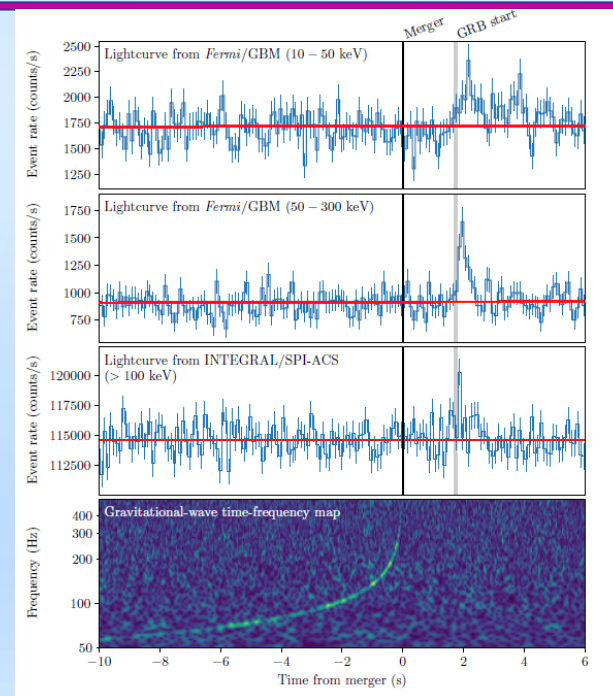 Merger
GRB start
Lightcurve from Fermi/GBM (10 − 50 keV)
Event rate (counts/s)
2500
2250
2000
1750
1500
1250
Lightcurve from Fermi/GBM (50 − 300 keV)
Event rate (counts/s)
1750
1500
1250
1000
750
Lightcurve from INTEGRAL/SPI-ACS
(> 100 keV)
Event rate (counts/s)
120000
117500
115000
112500
Gravitational-wave time-frequency map
Frequency (Hz)
400
300
200
100
50
−10
−8
−6
−4
−2
0
2
4
6
Time from merger (s)